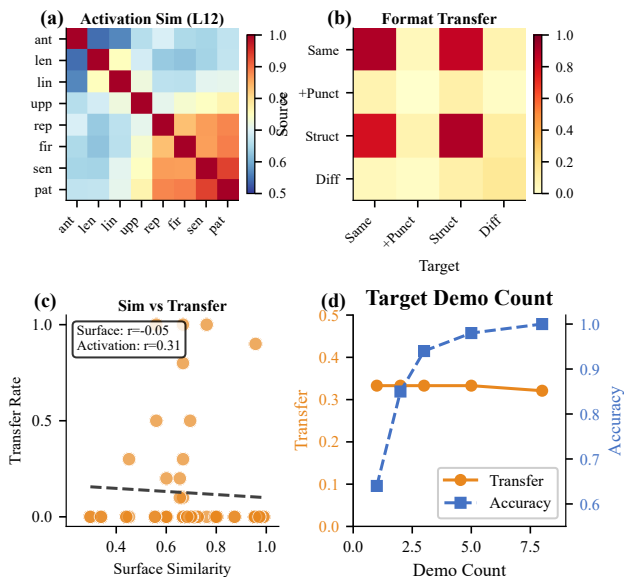 (a) Activation Sim (L12)
ant
len
lin
upp
rep
fir
sen
pat
ant
len
lin
upp
rep
fir
sen
pat
1.0
0.9
0.8
0.7
0.6
0.5
(b) Format Transfer
Source
Same
+Punct
Struct
Diff
Same
+Punct
Struct
Diff
Target
1.0
0.8
0.6
0.4
0.2
0.0
(c) Sim vs Transfer
Surface: r=-0.05
Activation: r=0.31
Transfer Rate
1.0
0.5
0.0
0.4
0.6
0.8
1.0
Surface Similarity
(d) Target Demo Count
Transfer
0.5
0.4
0.3
0.2
0.1
0.0
0.0
2.5
5.0
7.5
Demo Count
1.0
0.9
0.8
0.7
0.6
Accuracy
Transfer
Accuracy